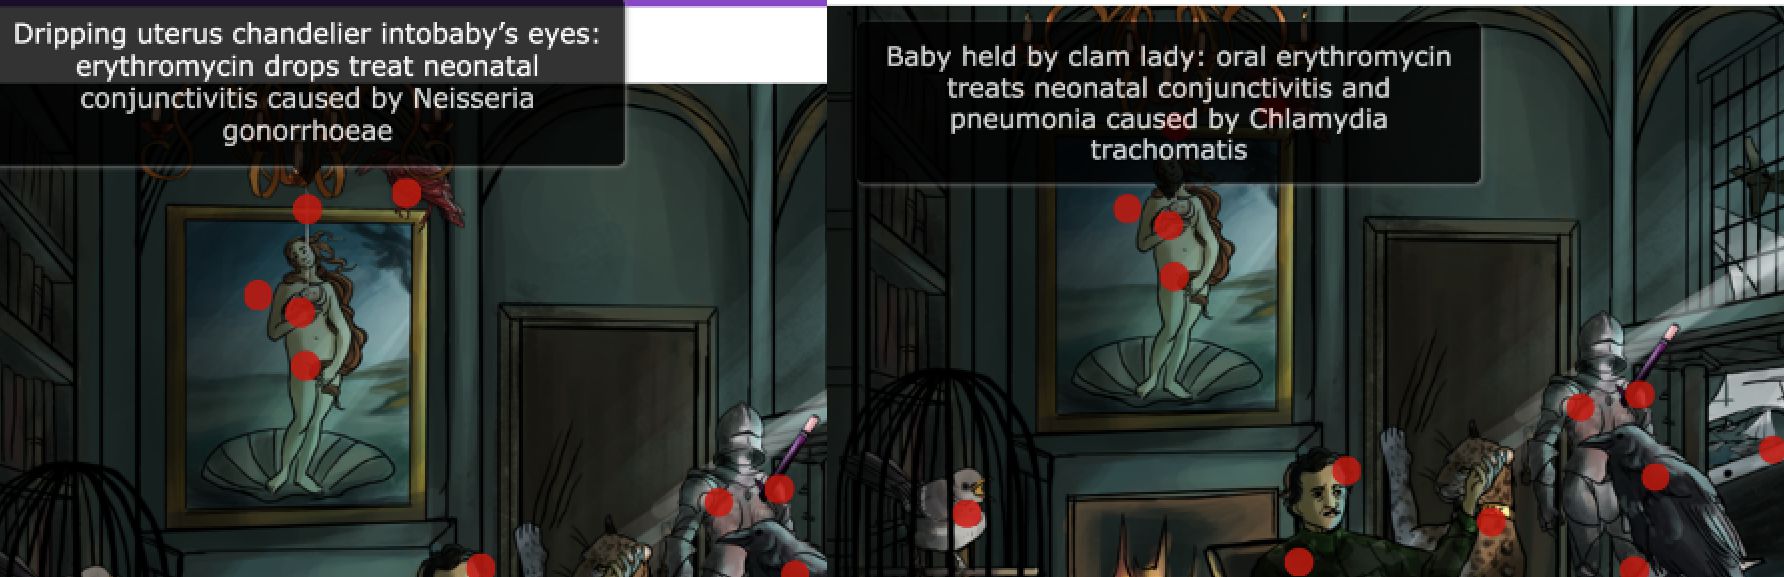 Dripping uterus chandelier intobaby’s eyes:
erythromycin drops treat neonatal
conjunctivitis caused by Neisseria
gonorrhoeae
Baby held by clam lady: oral erythromycin
treats neonatal conjunctivitis and
pneumonia caused by Chlamydia
trachomatis